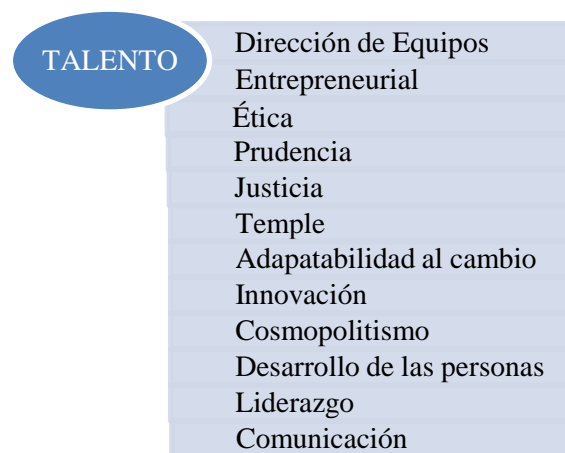 TALENTO
Dirección de Equipos
Entrepreneurial
Ética
Prudencia
Justicia
Temple
Adapatabilidad al cambio
Innovación
Cosmopolitismo
Desarrollo de las personas
Liderazgo
Comunicación